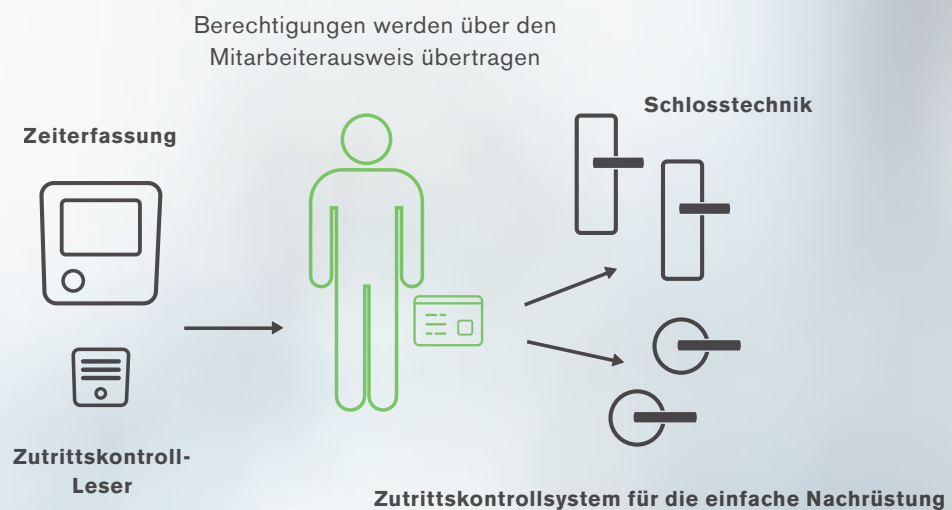 Berechtigungen werden über den
Mitarbeiterausweis übertragen
Zeiterfassung
Schlosstechnik
Zutrittskontroll-
Leser
Zutrittskontrollsystem für die einfache Nachrüstung